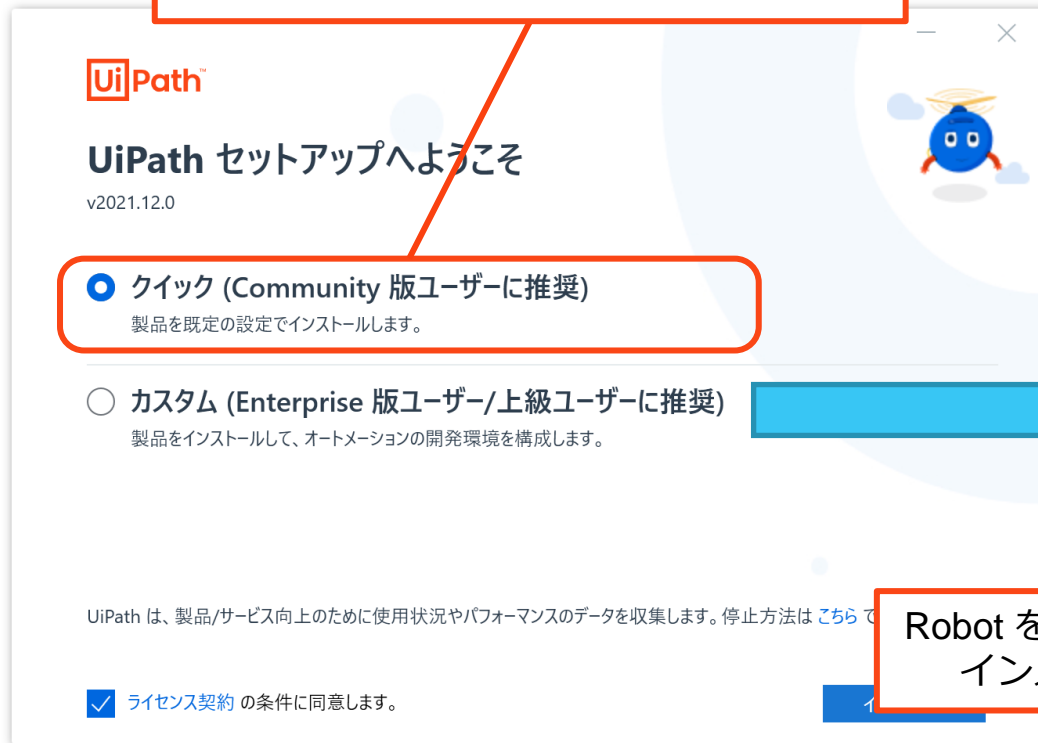 UiPath™
UiPath セットアップへようこそ
v2021.12.0
クイック (Community 版ユーザーに推奨)
製品を既定の設定でインストールします。
カスタム (Enterprise 版ユーザー/上級ユーザーに推奨)
製品をインストールして、オートメーションの開発環境を構成します。
UiPath は、製品/サービス向上のために使用状況やパフォーマンスのデータを収集します。停止方法は こちら で
Robot を
イン
ライセンス契約 の条件に同意します。